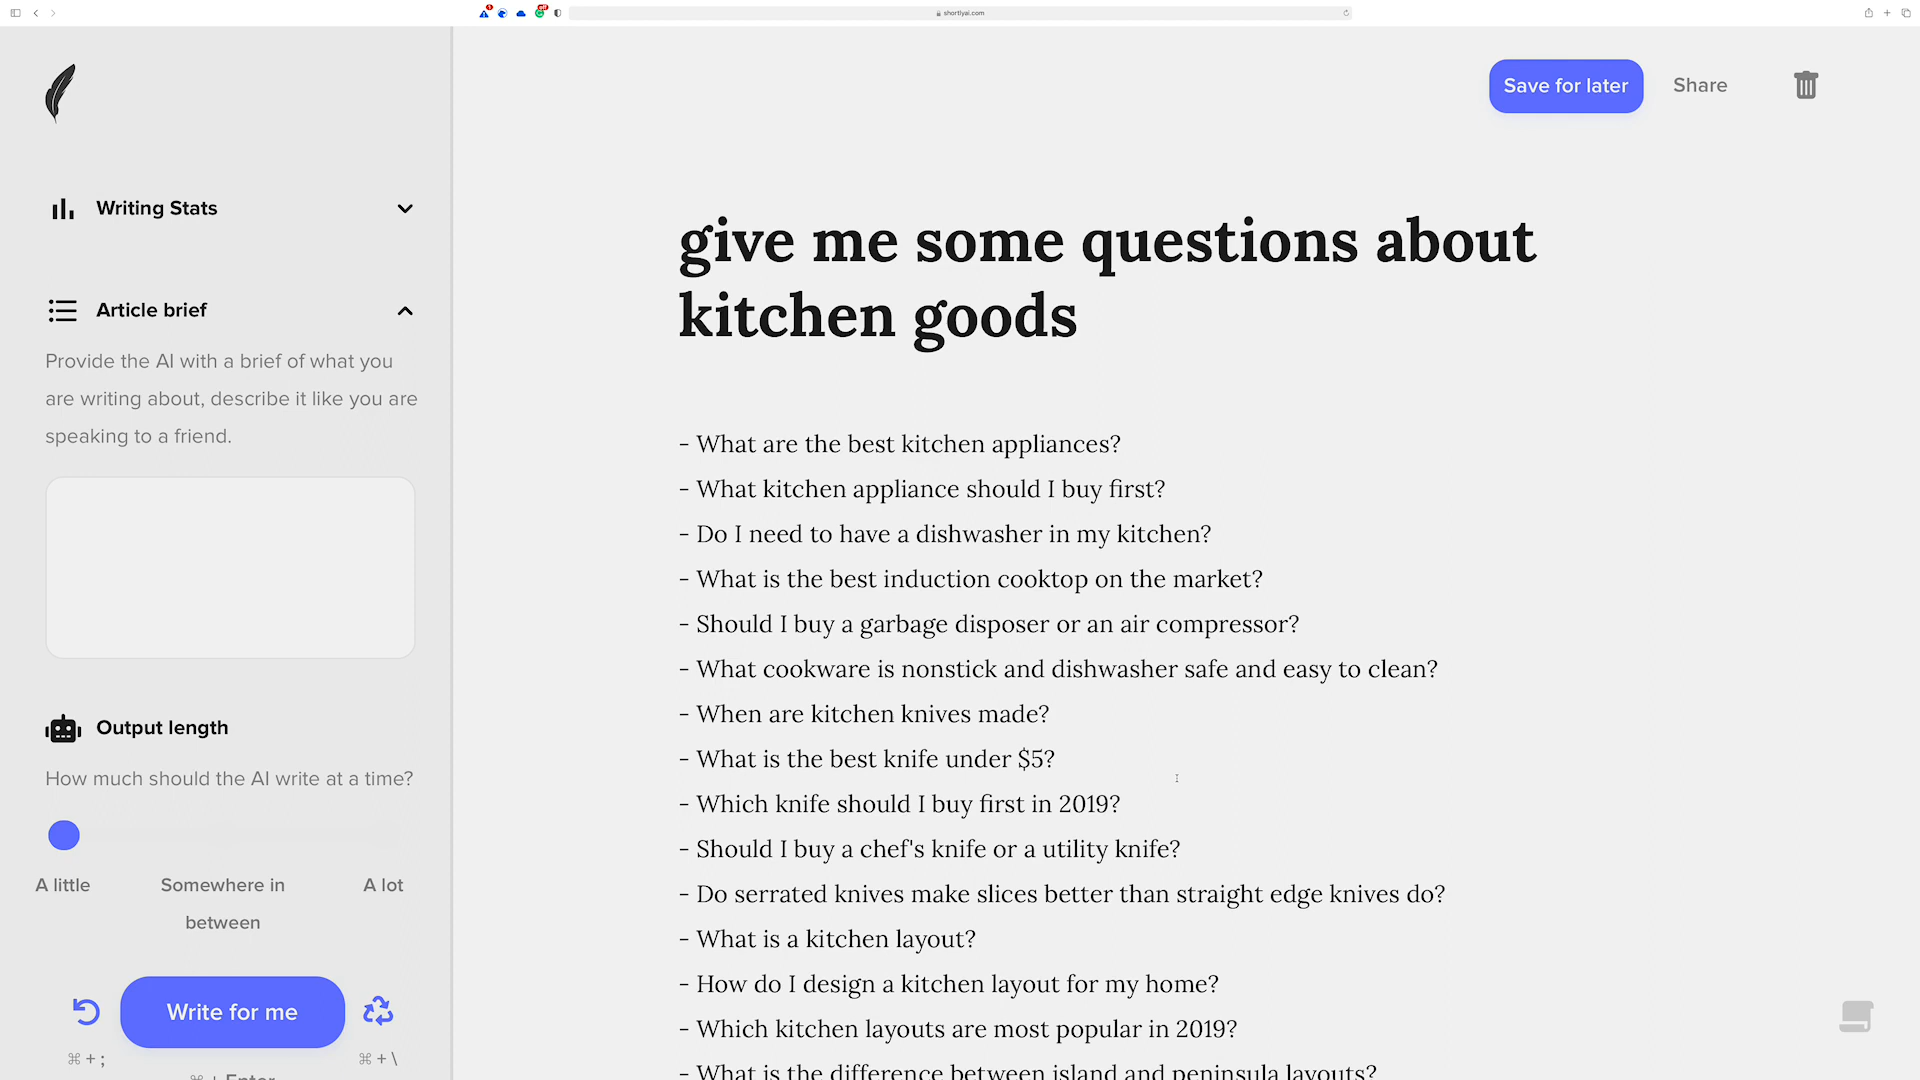 shortlyai.com
Save for later
Share
Writing Stats
Article brief
Provide the AI with a brief of what you
are writing about, describe it like you are
speaking to a friend.
Output length
How much should the AI write at a time?
A little
Somewhere in
between
A lot
Write for me
⌘ + ;
⌘ + \
⌘ + Enter
give me some questions about
kitchen goods
- What are the best kitchen appliances?
- What kitchen appliance should I buy first?
- Do I need to have a dishwasher in my kitchen?
- What is the best induction cooktop on the market?
- Should I buy a garbage disposer or an air compressor?
- What cookware is nonstick and dishwasher safe and easy to clean?
- When are kitchen knives made?
- What is the best knife under $5?
- Which knife should I buy first in 2019?
- Should I buy a chef's knife or a utility knife?
- Do serrated knives make slices better than straight edge knives do?
- What is a kitchen layout?
- How do I design a kitchen layout for my home?
- Which kitchen layouts are most popular in 2019?
- What is the difference between island and peninsula layouts?